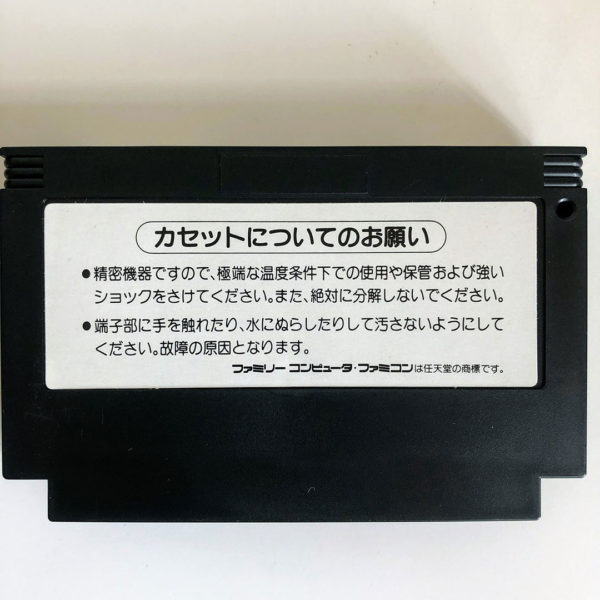 カセットについてのお願い
●精密機器ですので、極端な温度条件下での使用や保管および強い
ショックをさけてください。また、絶対に分解しないでください。
●端子部に手を触れたり、水にぬらしたりして汚さないようにして
ください。故障の原因となります。
ファミリーコンピュータ・ファミコンは任天堂の商標です。